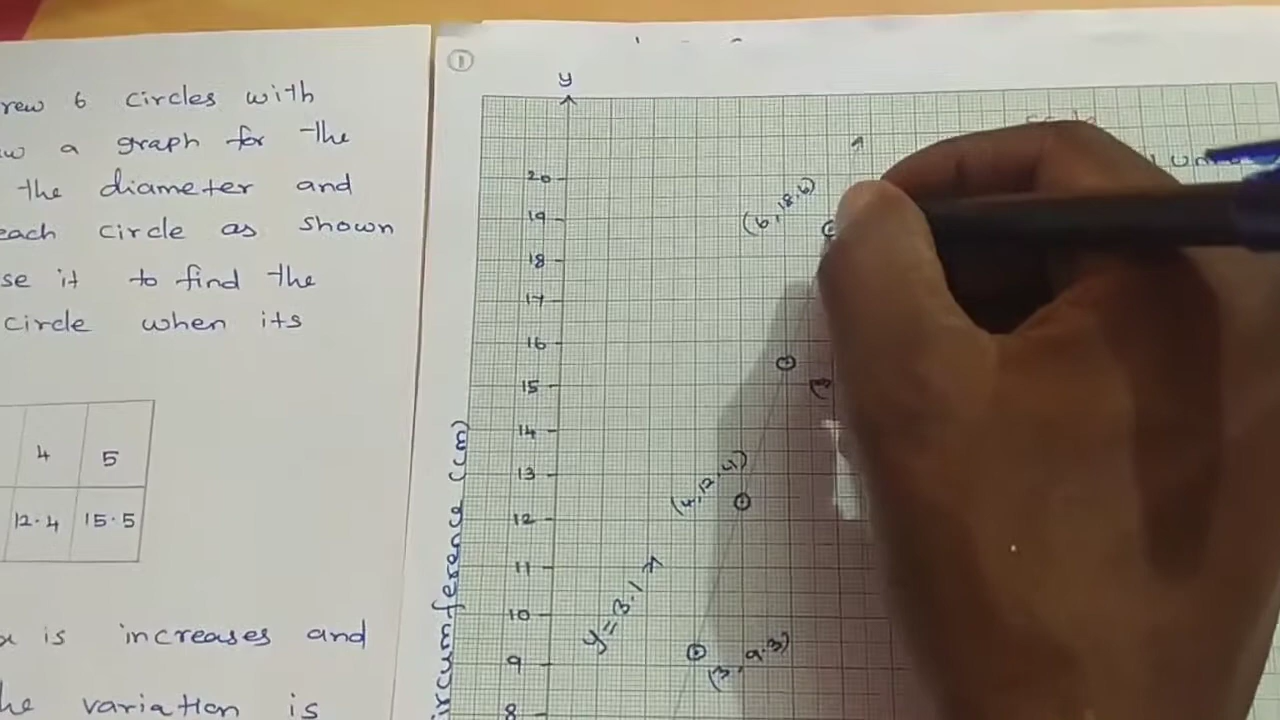 rew 6 circles with
w a graph for the
the diameter and
each circle as shown
se it to find the
circle when its
4 5
12.4 15.5
is increases and
he variation is
1
y
20
19
18
17
16
15
14
13
12
11
10
9
8
(6, 18.6)
(4, 12.4)
(3, 9.3)
y = 3.1x
ircumference (cm)